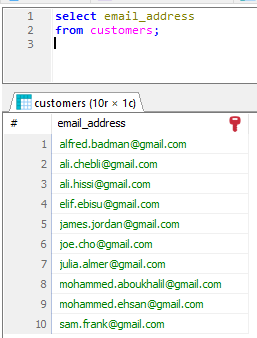 1 select email_address
2 from customers;
3
customers (10r × 1c)
# email_address
1 alfred.badman@gmail.com
2 ali.chebli@gmail.com
3 ali.hissi@gmail.com
4 elif.ebisu@gmail.com
5 james.jordan@gmail.com
6 joe.cho@gmail.com
7 julia.almer@gmail.com
8 mohammed.aboukhalil@gmail.com
9 mohammed.ehsan@gmail.com
10 sam.frank@gmail.com